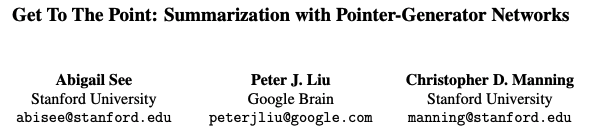 Get To The Point: Summarization with Pointer-Generator Networks
Abigail See Peter J. Liu Christopher D. Manning
Stanford University Google Brain Stanford University
abisee@stanford.edu peterjliu@google.com manning@stanford.edu